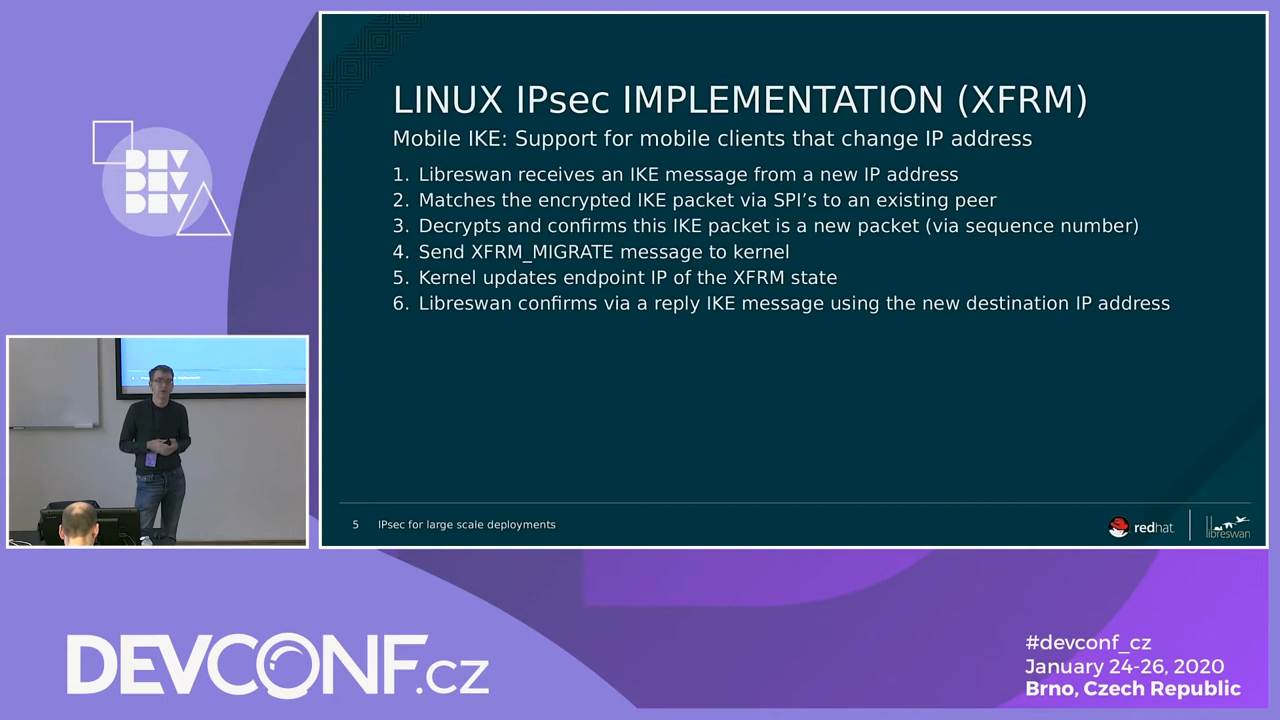 DEV
DEV
DEV
LINUX IPsec IMPLEMENTATION (XFRM)
Mobile IKE: Support for mobile clients that change IP address
1. Libreswan receives an IKE message from a new IP address
2. Matches the encrypted IKE packet via SPI’s to an existing peer
3. Decrypts and confirms this IKE packet is a new packet (via sequence number)
4. Send XFRM_MIGRATE message to kernel
5. Kernel updates endpoint IP of the XFRM state
6. Libreswan confirms via a reply IKE message using the new destination IP address
5 IPsec for large scale deployments
redhat.
libreswan
DEVCONF.cz
#devconf_cz
January 24-26, 2020
Brno, Czech Republic